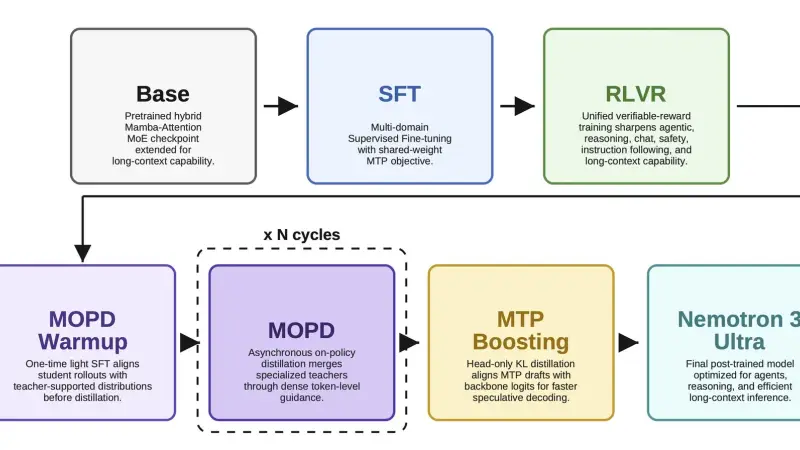 Base
Pretrained hybrid
Mamba-Attention
MoE checkpoint
extended for
long-context capability.
SFT
Multi-domain
Supervised Fine-tuning
with shared-weight
MTP objective.
RLVR
Unified verifiable-reward
training sharpens agentic,
reasoning, chat, safety,
instruction following, and
long-context capability.
x N cycles
MOPD
Warmup
One-time light SFT aligns
student rollouts with
teacher-supported distributions
before distillation.
MOPD
Asynchronous on-policy
distillation merges
specialized teachers
through dense token-level
guidance.
MTP
Boosting
Head-only KL distillation
aligns MTP drafts with
backbone logits for faster
speculative decoding.
Nemotron 3
Ultra
Final post-trained model
optimized for agents,
reasoning, and efficient
long-context inference.